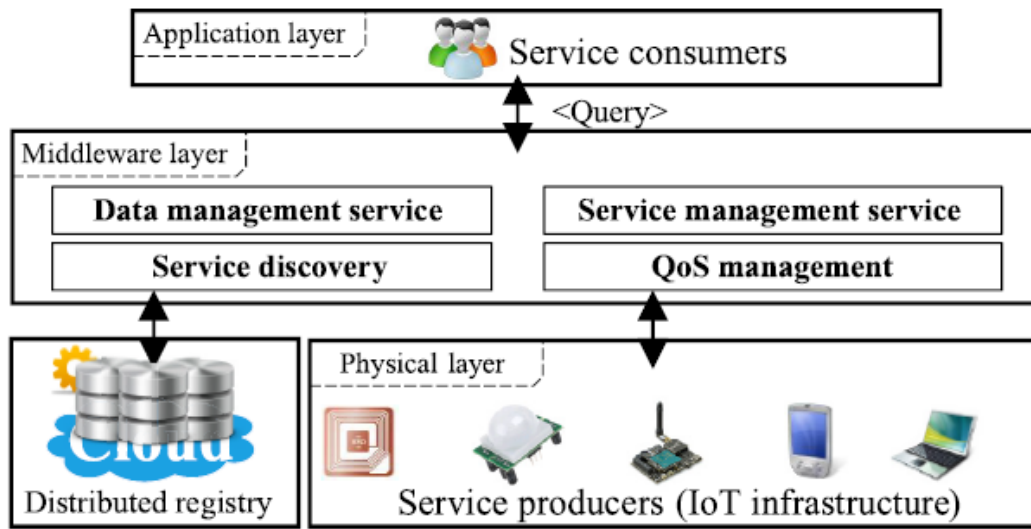 Application layer
Service consumers
<Query>
Middleware layer
Data management service
Service management service
Service discovery
QoS management
Physical layer
Cloud
Distributed registry
Service producers (IoT infrastructure)